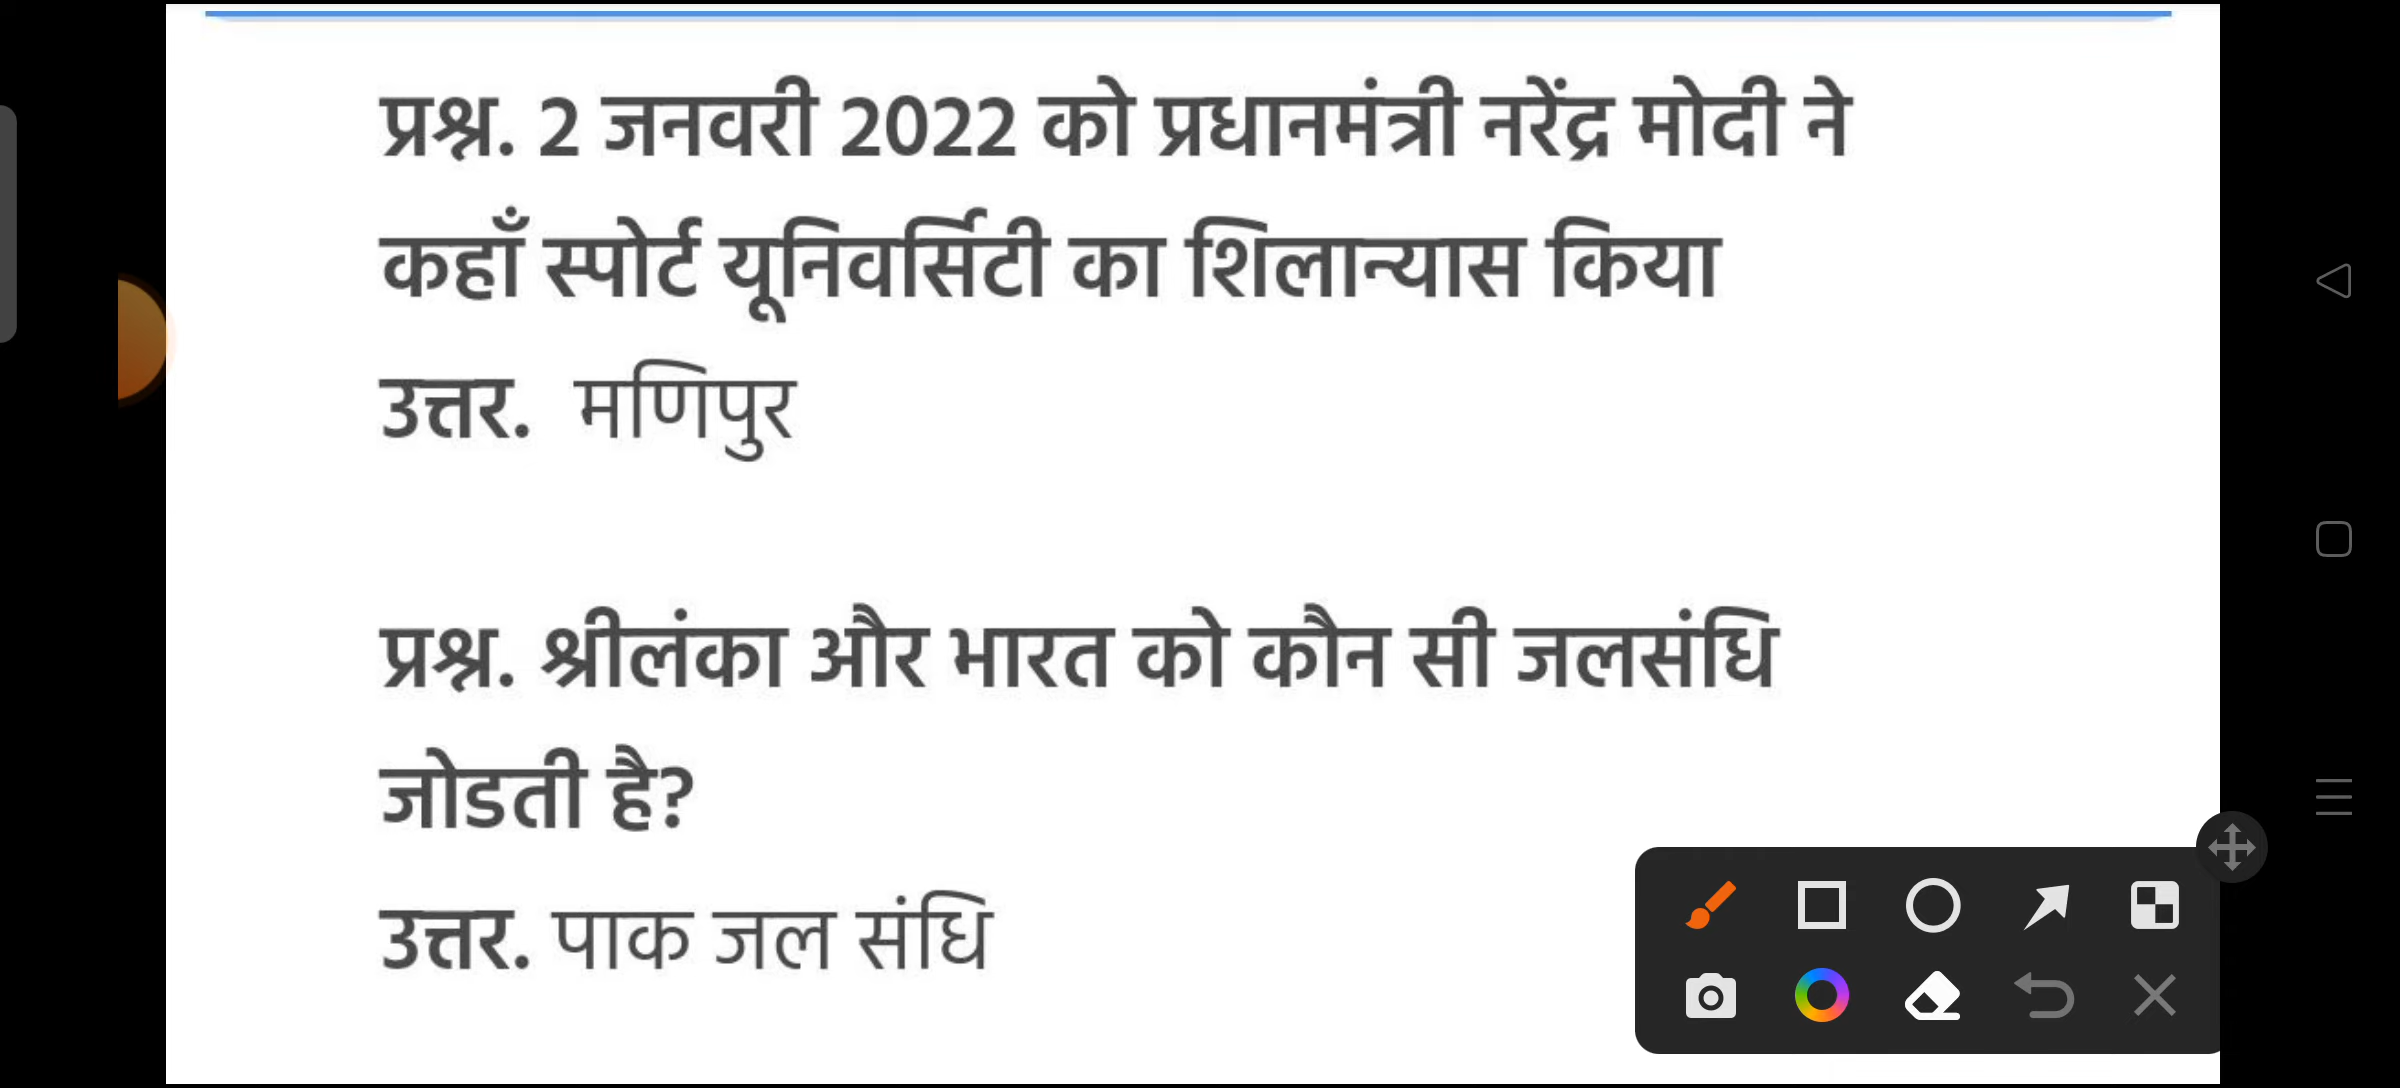 प्रश्न. 2 जनवरी 2022 को प्रधानमंत्री नरेंद्र मोदी ने
कहाँ स्पोर्ट यूनिवर्सिटी का शिलान्यास किया
उत्तर. मणिपुर
प्रश्न. श्रीलंका और भारत को कौन सी जलसंधि
जोडती है?
उत्तर. पाक जल संधि